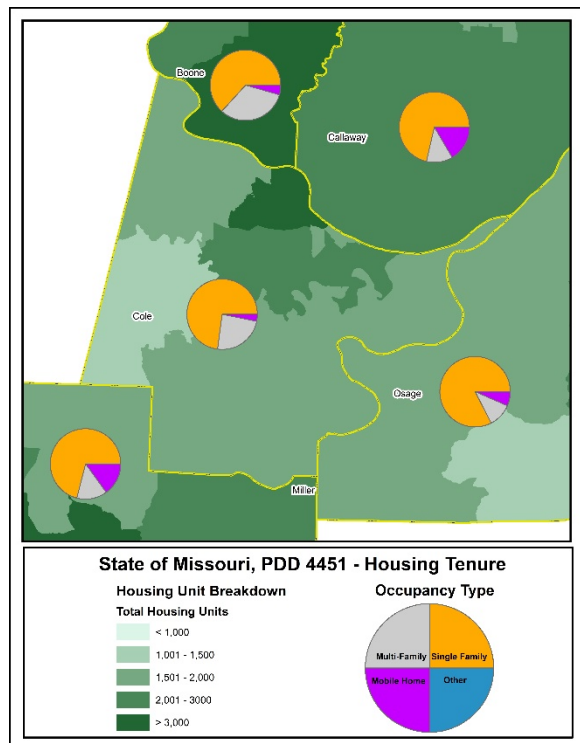 Boone
Callaway
Cole
Osage
Miller
State of Missouri, PDD 4451 - Housing Tenure
Housing Unit Breakdown
Total Housing Units
< 1,000
1,001 - 1,500
1,501 - 2,000
2,001 - 3000
> 3,000
Occupancy Type
Multi-Family
Single Family
Mobile Home
Other